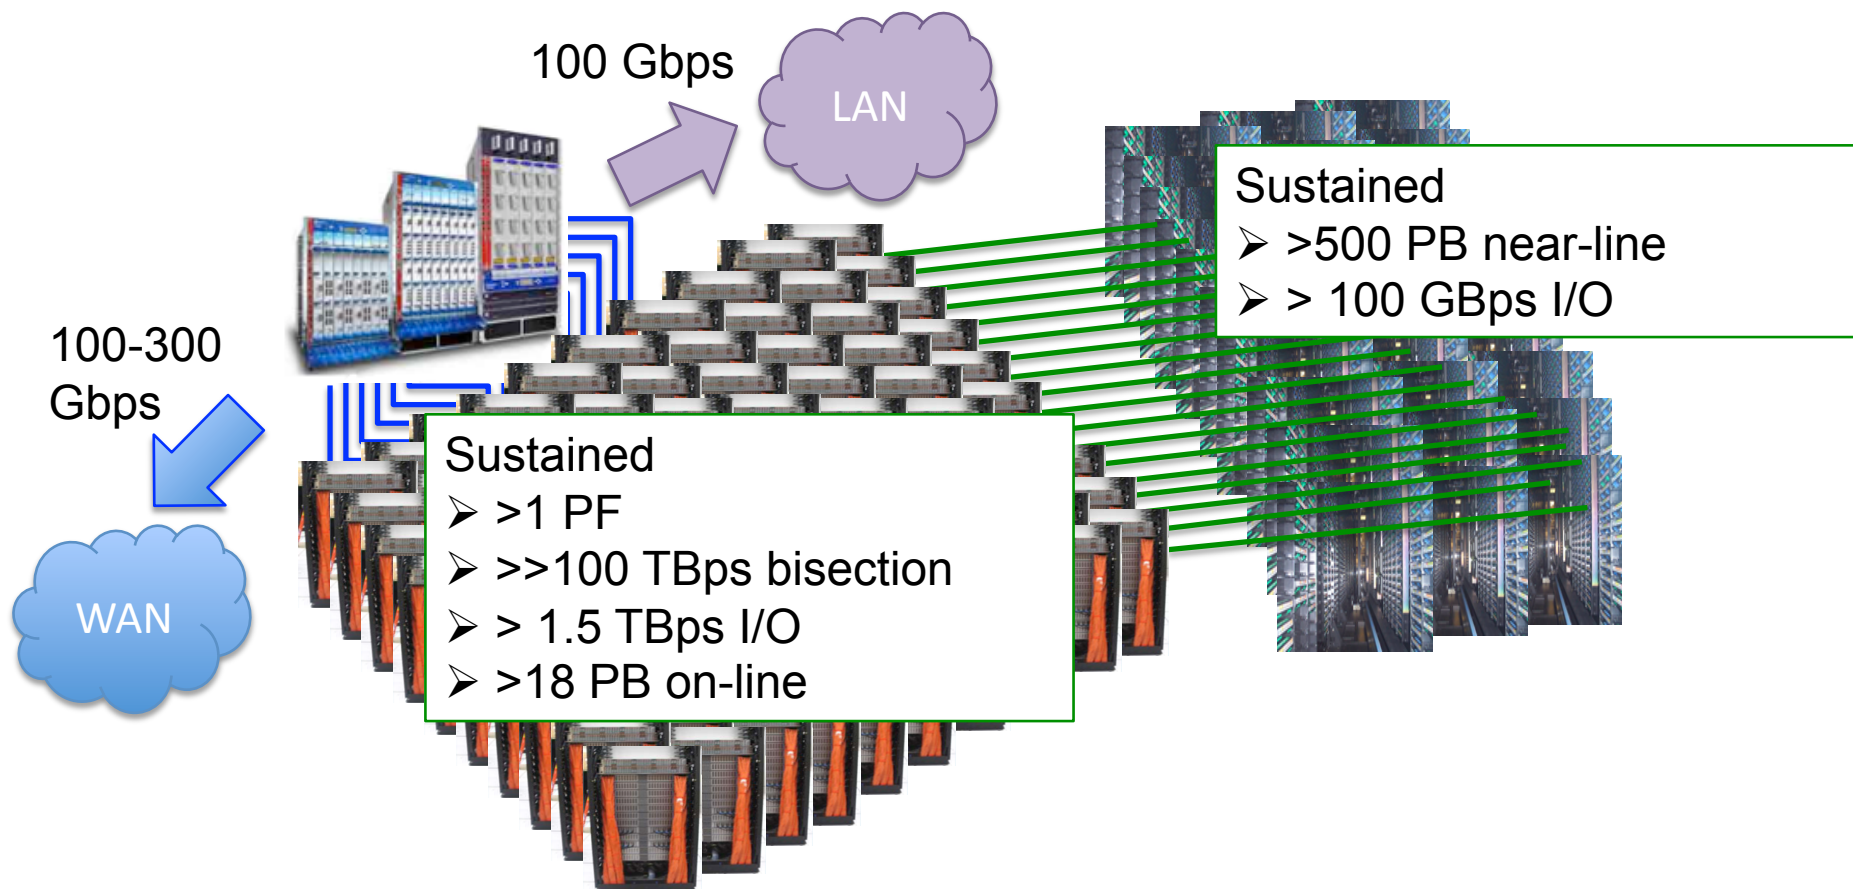 100 Gbps
LAN
Sustained
➢ >500 PB near-line
➢ > 100 GBps I/O
100-300
Gbps
WAN
Sustained
➢ >1 PF
➢ >>100 TBps bisection
➢ > 1.5 TBps I/O
➢ >18 PB on-line